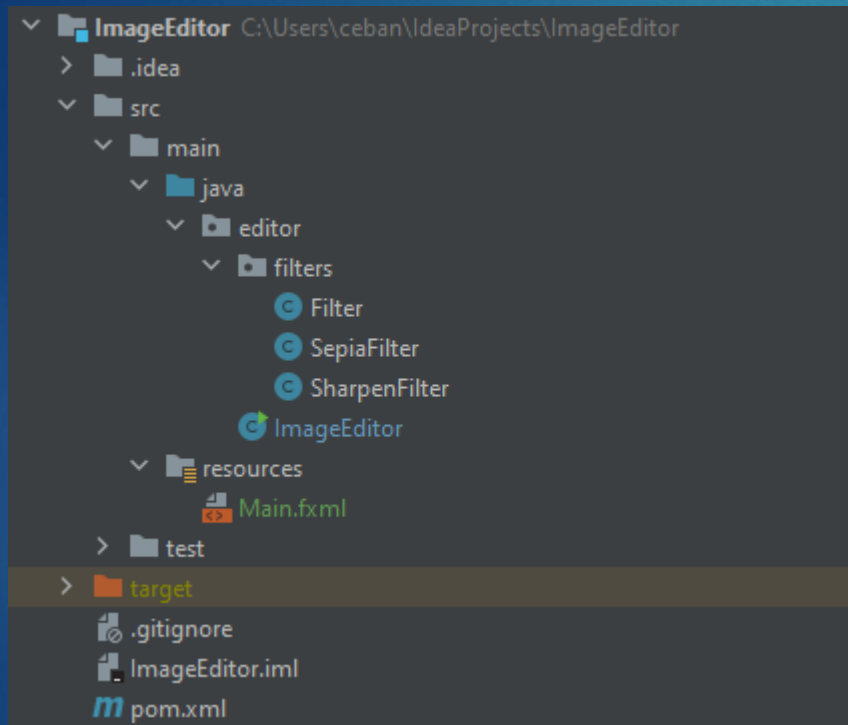 ImageEditor C:\Users\ceban\IdeaProjects\ImageEditor
.idea
src
main
java
editor
filters
Filter
SepiaFilter
SharpenFilter
ImageEditor
resources
Main.fxml
test
target
.gitignore
ImageEditor.iml
pom.xml